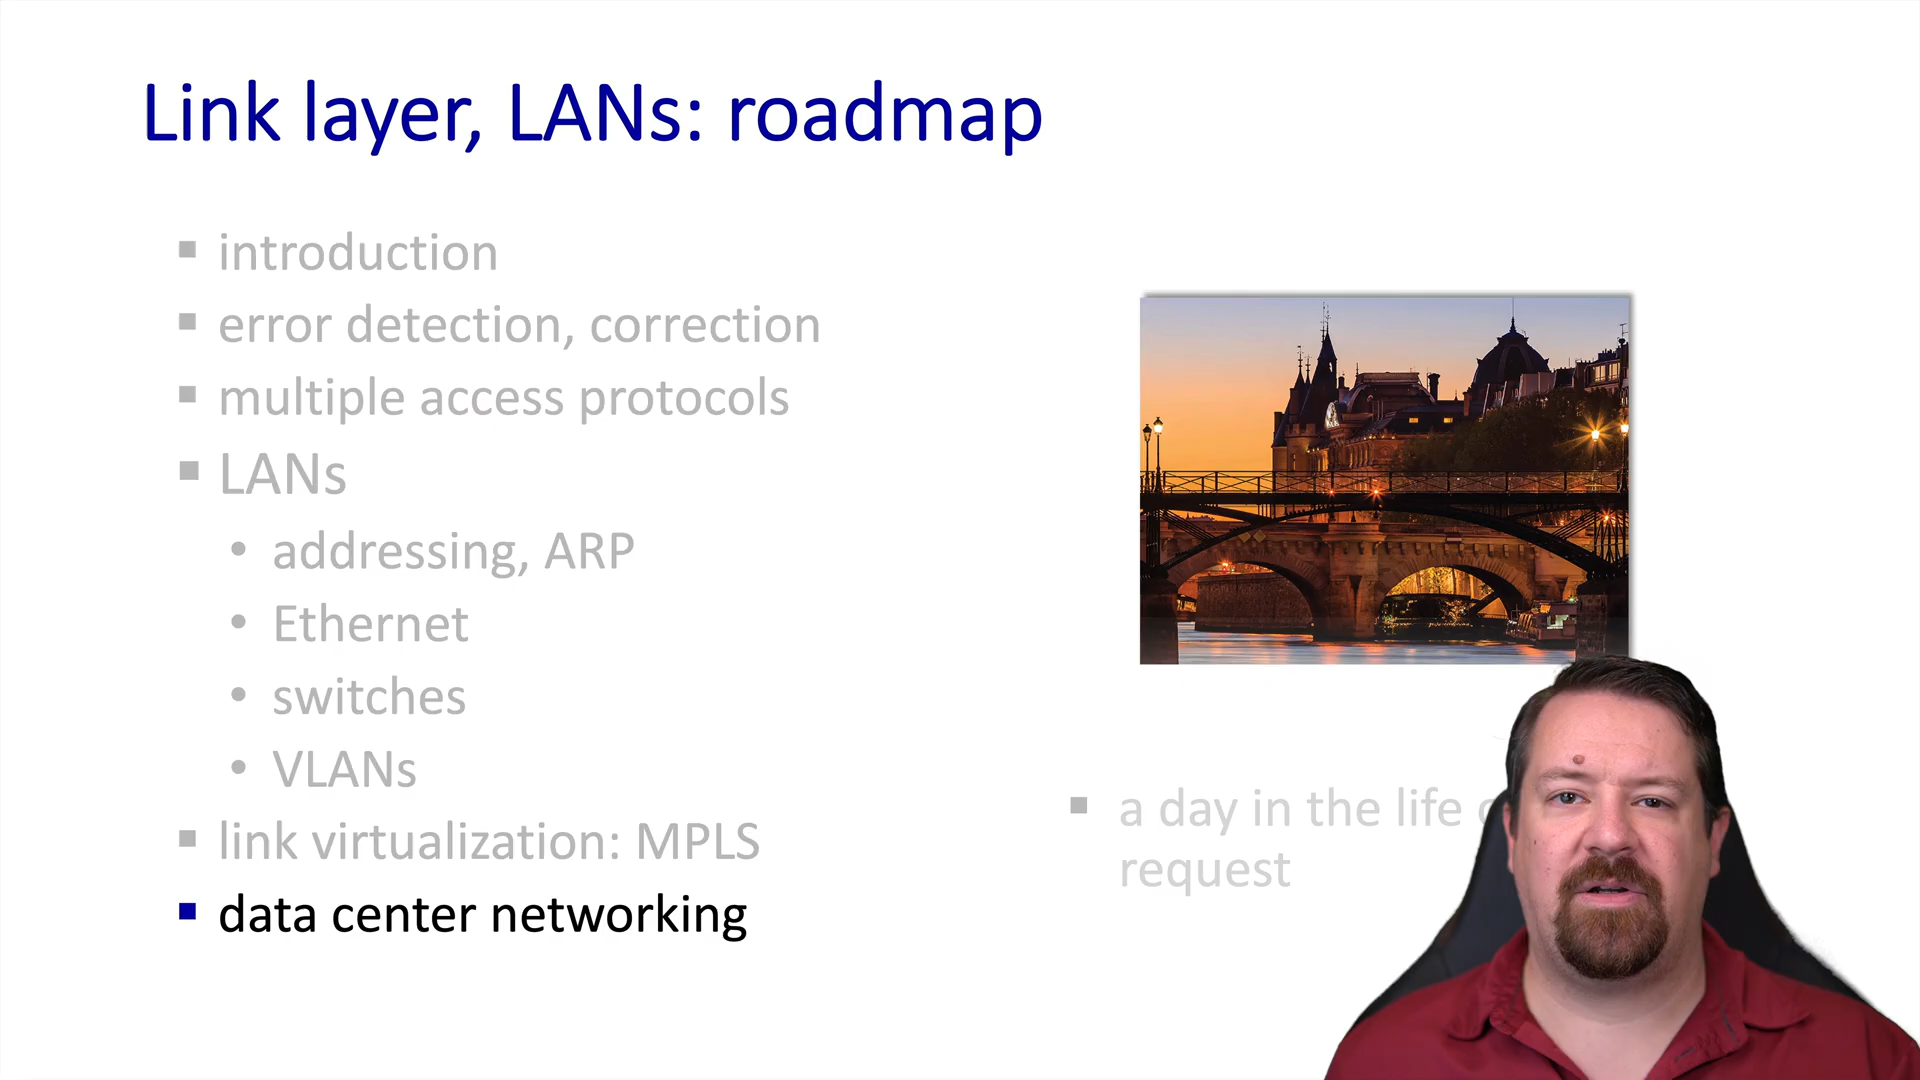 Link layer, LANs: roadmap
introduction
error detection, correction
multiple access protocols
LANs
addressing, ARP
Ethernet
switches
VLANs
link virtualization: MPLS
data center networking
a day in the life
request